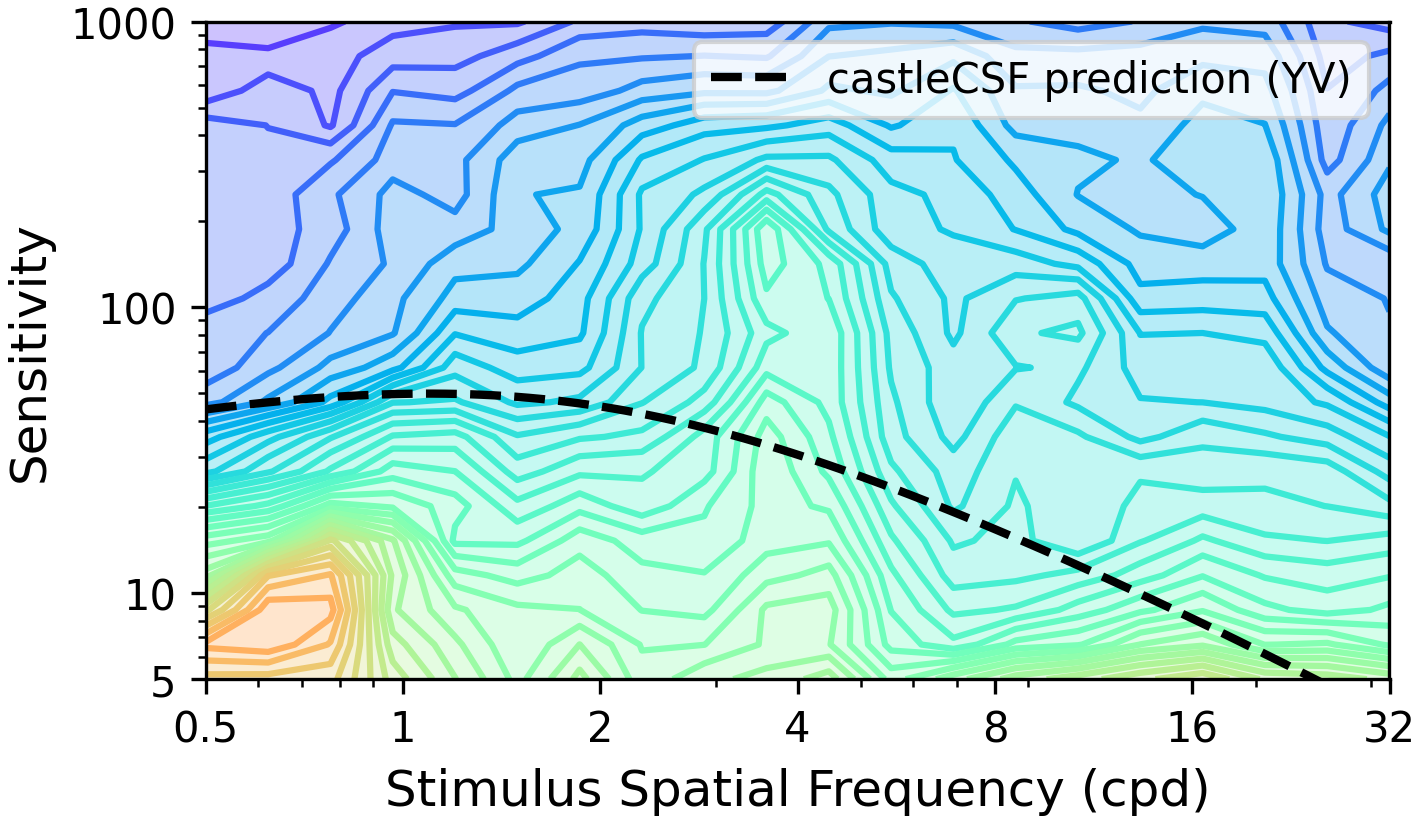 1000
castleCSF prediction (YV)
Sensitivity
100
10
5
0.5 1 2 4 8 16 32
Stimulus Spatial Frequency (cpd)